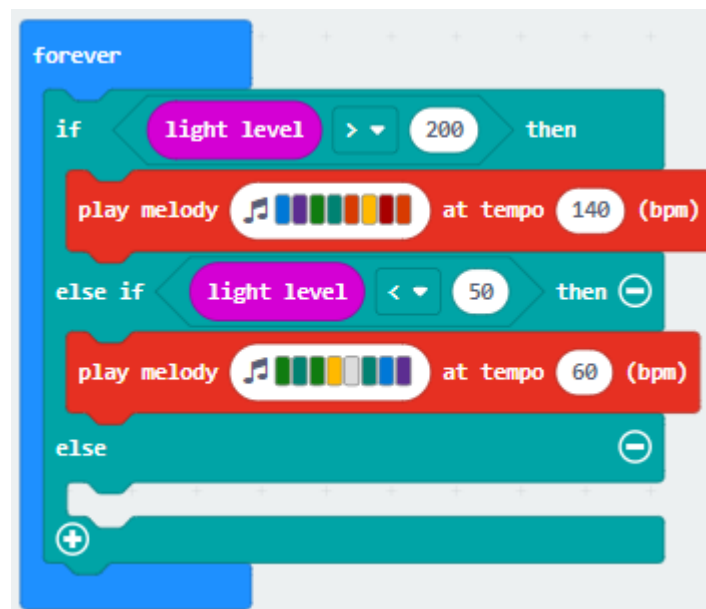 forever
if light level > 200 then
play melody at tempo 140 (bpm)
else if light level < 50 then
play melody at tempo 60 (bpm)
else